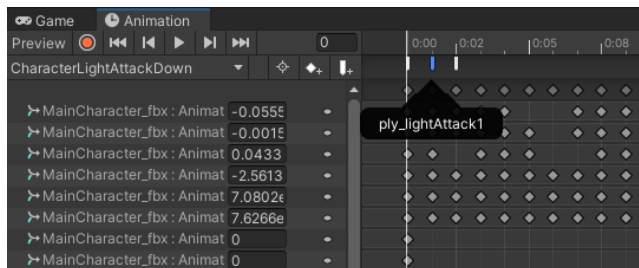 Game Animation
Preview 0 0:00 0:02 0:05 0:08
CharacterLightAttackDown
ply_lightAttack1
MainCharacter_fbx : Animat -0.0555
MainCharacter_fbx : Animat -0.0015
MainCharacter_fbx : Animat 0.0433
MainCharacter_fbx : Animat -2.5613
MainCharacter_fbx : Animat 7.0802e
MainCharacter_fbx : Animat 7.6266e
MainCharacter_fbx : Animat 0
MainCharacter_fbx : Animat 0